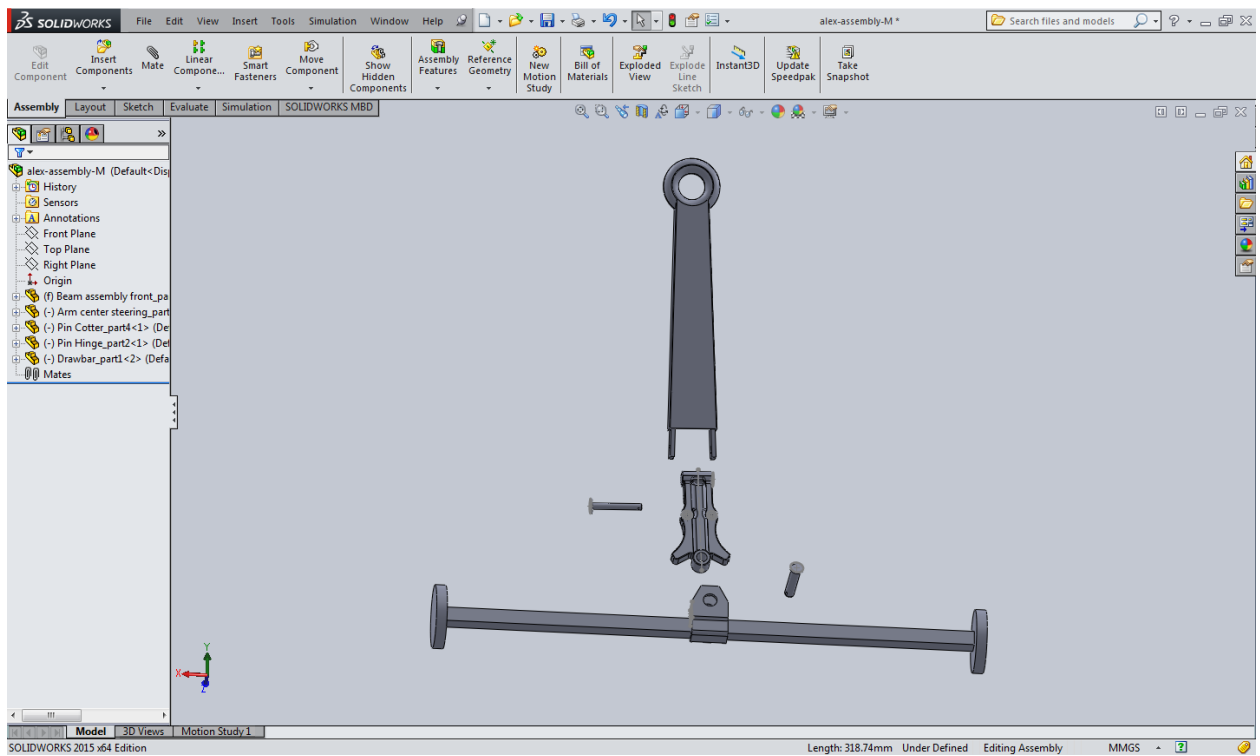 SOLIDWORKS File Edit View Insert Tools Simulation Window Help alex-assembly-M * Search files and models
Edit Component
Insert Components
Mate
Linear Compone...
Smart Fasteners
Move Component
Show Hidden Components
Assembly Features
Reference Geometry
New Motion Study
Bill of Materials
Exploded View
Explode Line Sketch
Instant3D
Update Speedpak
Take Snapshot
Assembly Layout Sketch Evaluate Simulation SOLIDWORKS MBD
alex-assembly-M (Default<Dis
History
Sensors
A Annotations
Front Plane
Top Plane
Right Plane
Origin
(f) Beam assembly front_pa
(-) Arm center steering_part
(-) Pin Cotter_part4<1> (De
(-) Pin Hinge_part2<1> (Def
(-) Drawbar_part1<2> (Defa
Mates
Y
X
Z
Model 3D Views Motion Study 1
SOLIDWORKS 2015 x64 Edition Length: 318.74mm Under Defined Editing Assembly MMGS